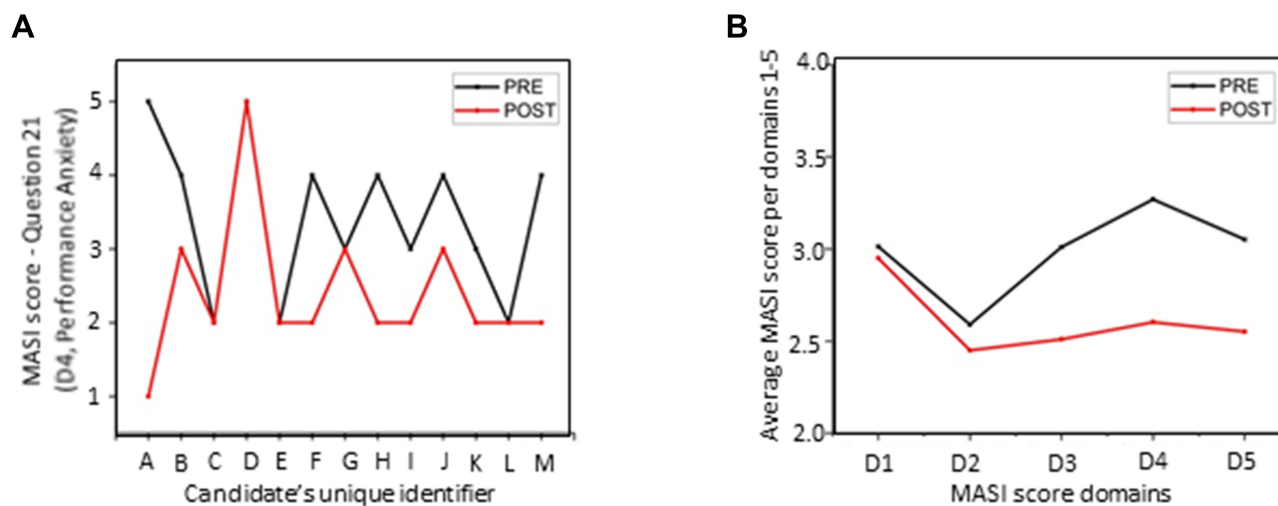 A
MASI score - Question 21
(D4, Performance Anxiety)
5
4
3
2
1
PRE
POST
A B C D E F G H I J K L M
Candidate's unique identifier
B
Average MASI score per domains 1-5
4.0
3.5
3.0
2.5
2.0
PRE
POST
D1 D2 D3 D4 D5
MASI score domains